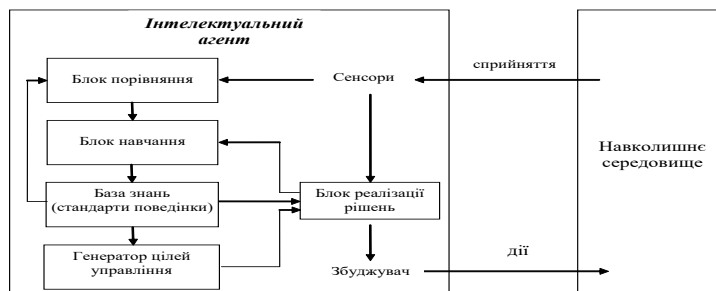 Інтелектуальний
агент
Блок порівняння
Сенсори
сприйняття
Блок навчання
Навколишнє
середовище
База знань
(стандарти поведінки)
Блок реалізації
рішень
Генератор цілей
управління
Збуджувач
дії